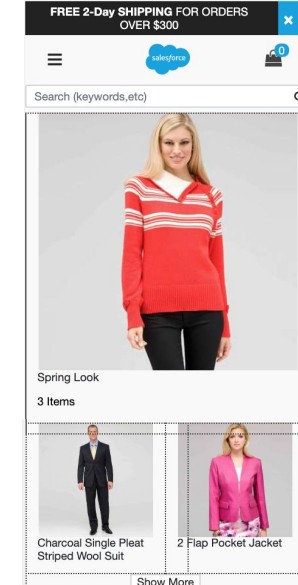 FREE 2-Day SHIPPING FOR ORDERS
OVER $300
×
salesforce
0
Search (keywords,etc)
Spring Look
3 Items
Charcoal Single Pleat
Striped Wool Suit
2 Flap Pocket Jacket
Show More